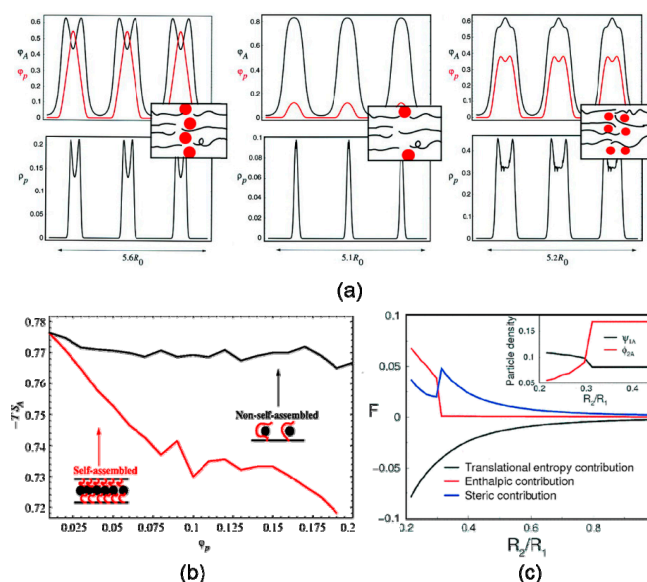 0.6
0.5
0.4
0.3
0.2
0.1
0
φA
φp
0.2
0.15
0.1
0.05
0
ρp
5.6R0
0.8
0.6
0.4
0.2
0
φA
φp
0.1
0.08
0.06
0.04
0.02
0
ρp
5.1R0
0.6
0.5
0.4
0.3
0.2
0.1
0
φA
φp
0.4
0.3
0.2
0.1
0
ρp
5.2R0
(a)
0.78
0.77
0.76
0.75
0.74
0.73
0.72
−TSA
Non-self-assembled
Self-assembled
0.025 0.05 0.075 0.1 0.125 0.15 0.175 0.2
φp
(b)
0.1
0.05
0
−0.05
−0.1
Particle density
0.15
0.10
0.05
ψ1A
ϕ2A
0.2 0.3 0.4
R2/R1
Translational entropy contribution
Enthalpic contribution
Steric contribution
0.2 0.4 0.6 0.8
R2/R1
(c)